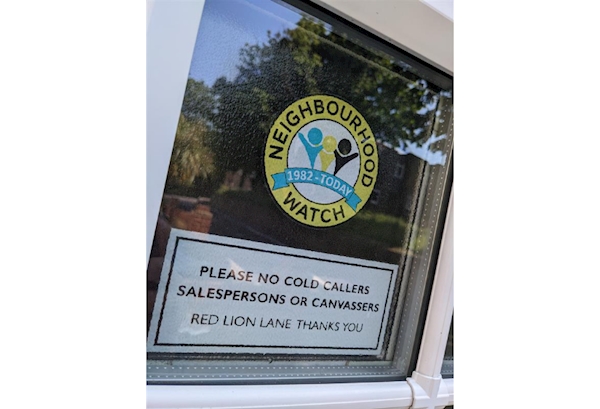 NEIGHBOURHOOD
1982 - TODAY
WATCH
PLEASE NO COLD CALLERS
SALESPERSONS OR CANVASSERS
RED LION LANE THANKS YOU